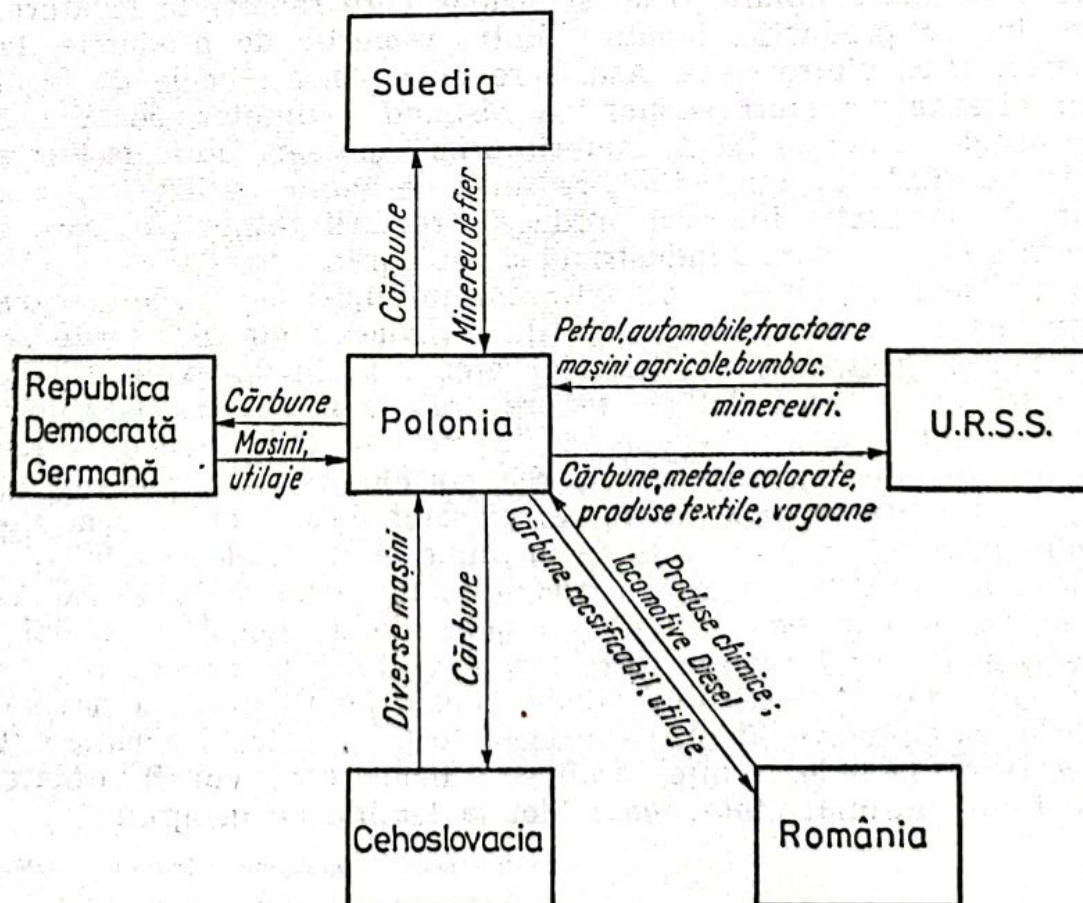 Suedia
Cărbune
Minereu de fier
Petrol, automobile, tractoare
mașini agricole, bumbac,
minereuri.
Republica
Democrată
Germană
Cărbune
Mașini,
utilaje
Polonia
U.R.S.S.
Cărbune, metale colorate,
produse textile, vagoane
Diverse mașini
Cărbune
Cărbune cocsificabil, utilaje
Produse chimice;
locomotive Diesel
Cehoslovacia
România